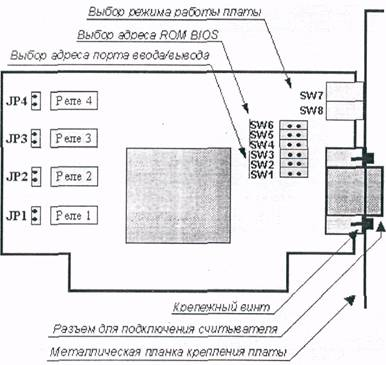 Выбор режима работы платы
Выбор адреса ROM BIOS
Выбор адреса порта ввода/вывода
JP4 Реле 4
JP3 Реле 3
JP2 Реле 2
JP1 Реле 1
SW7
SW8
SW6
SW5
SW4
SW3
SW2
SW1
Крепежный винт
Разъем для подключения считывателя
Металлическая планка крепления платы